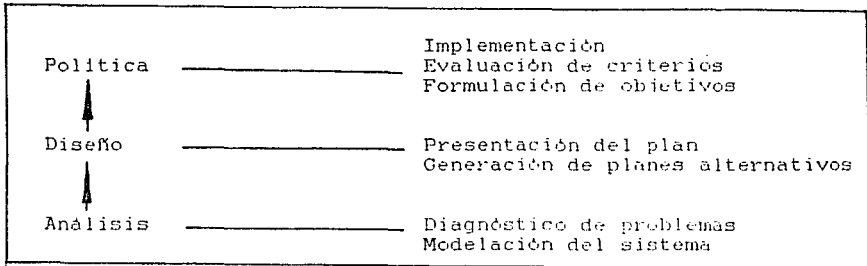 Implementación
Política Evaluación de criterios
Formulación de objetivos
Diseño Presentación del plan
Generación de planes alternativos
Análisis Diagnóstico de problemas
Modelación del sistema